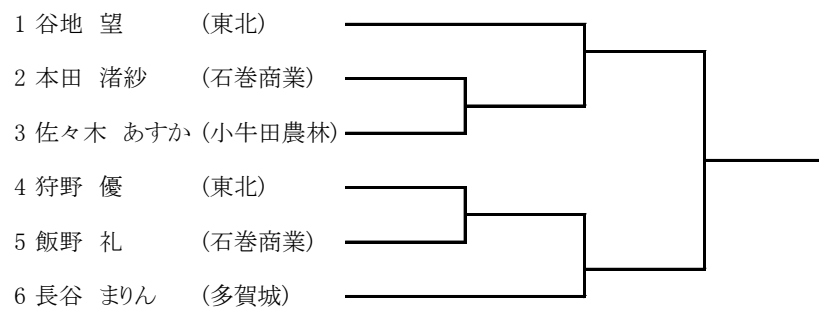 1 谷地 望 (東北)
2 本田 渚紗 (石巻商業)
3 佐々木 あすか (小牛田農林)
4 狩野 優 (東北)
5 飯野 礼 (石巻商業)
6 長谷 まりん (多賀城)